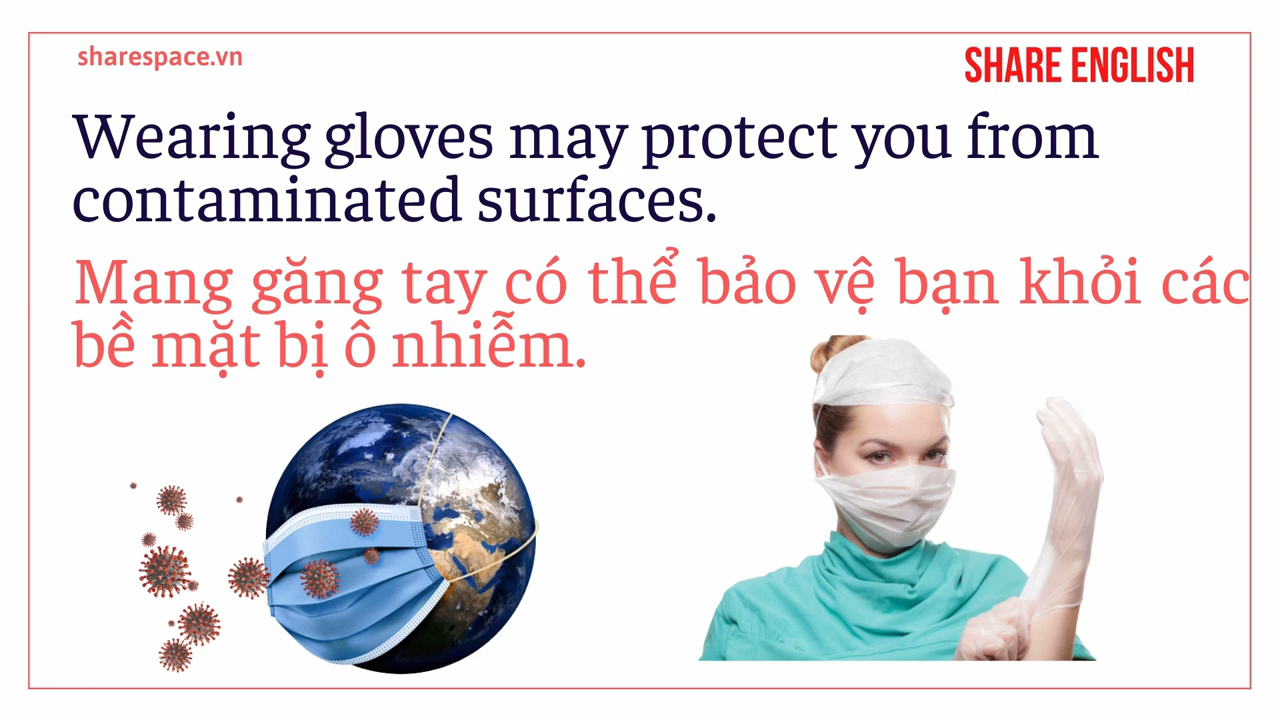 sharespace.vn
SHARE ENGLISH
Wearing gloves may protect you from
contaminated surfaces.
Mang găng tay có thể bảo vệ bạn khỏi các
bề mặt bị ô nhiễm.